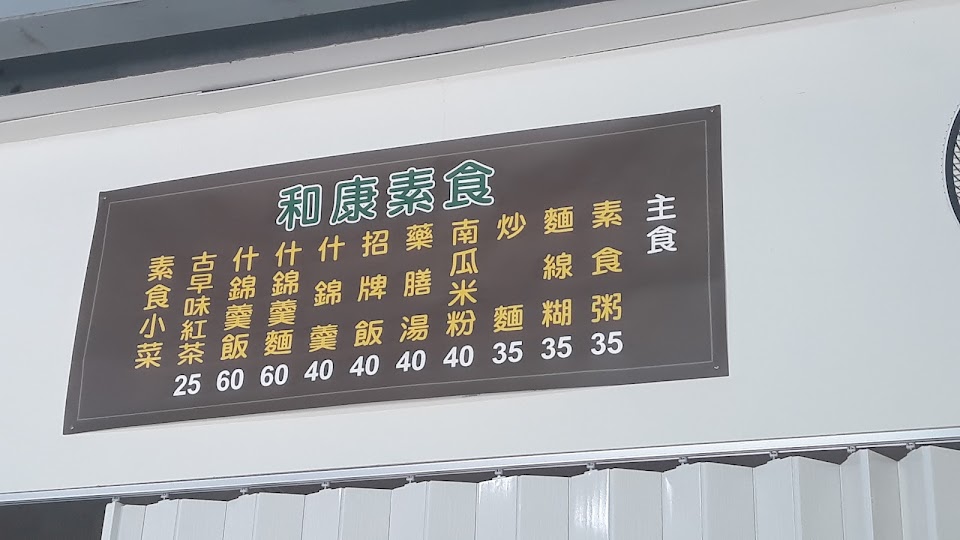 和康素食
主食
素食粥 35
麵線糊 35
炒麵 35
南瓜米粉 40
藥膳湯 40
招牌飯 40
什錦羹 40
什錦羹麵 60
什錦羹飯 60
古早味紅茶 25
素食小菜